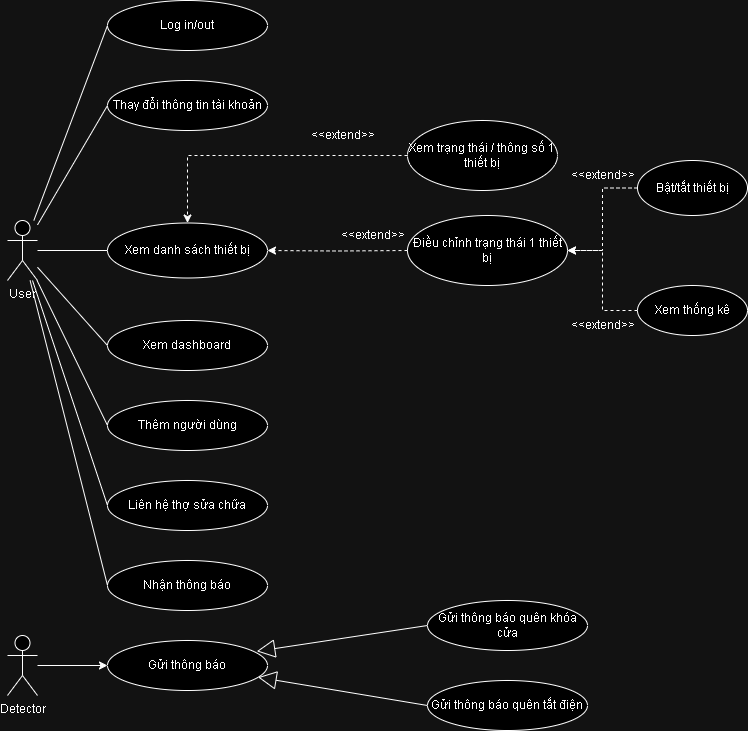 Log in/out
Thay đổi thông tin tài khoản
<<extend>>
Xem trạng thái / thông số 1
thiết bị
<<extend>>
Bật/tắt thiết bị
User
Xem danh sách thiết bị
<<extend>>
Điều chỉnh trạng thái 1 thiết
bị
<<extend>>
Xem thống kê
Xem dashboard
Thêm người dùng
Liên hệ thợ sửa chữa
Nhận thông báo
Detector
Gửi thông báo
Gửi thông báo quên khóa
cửa
Gửi thông báo quên tắt điện